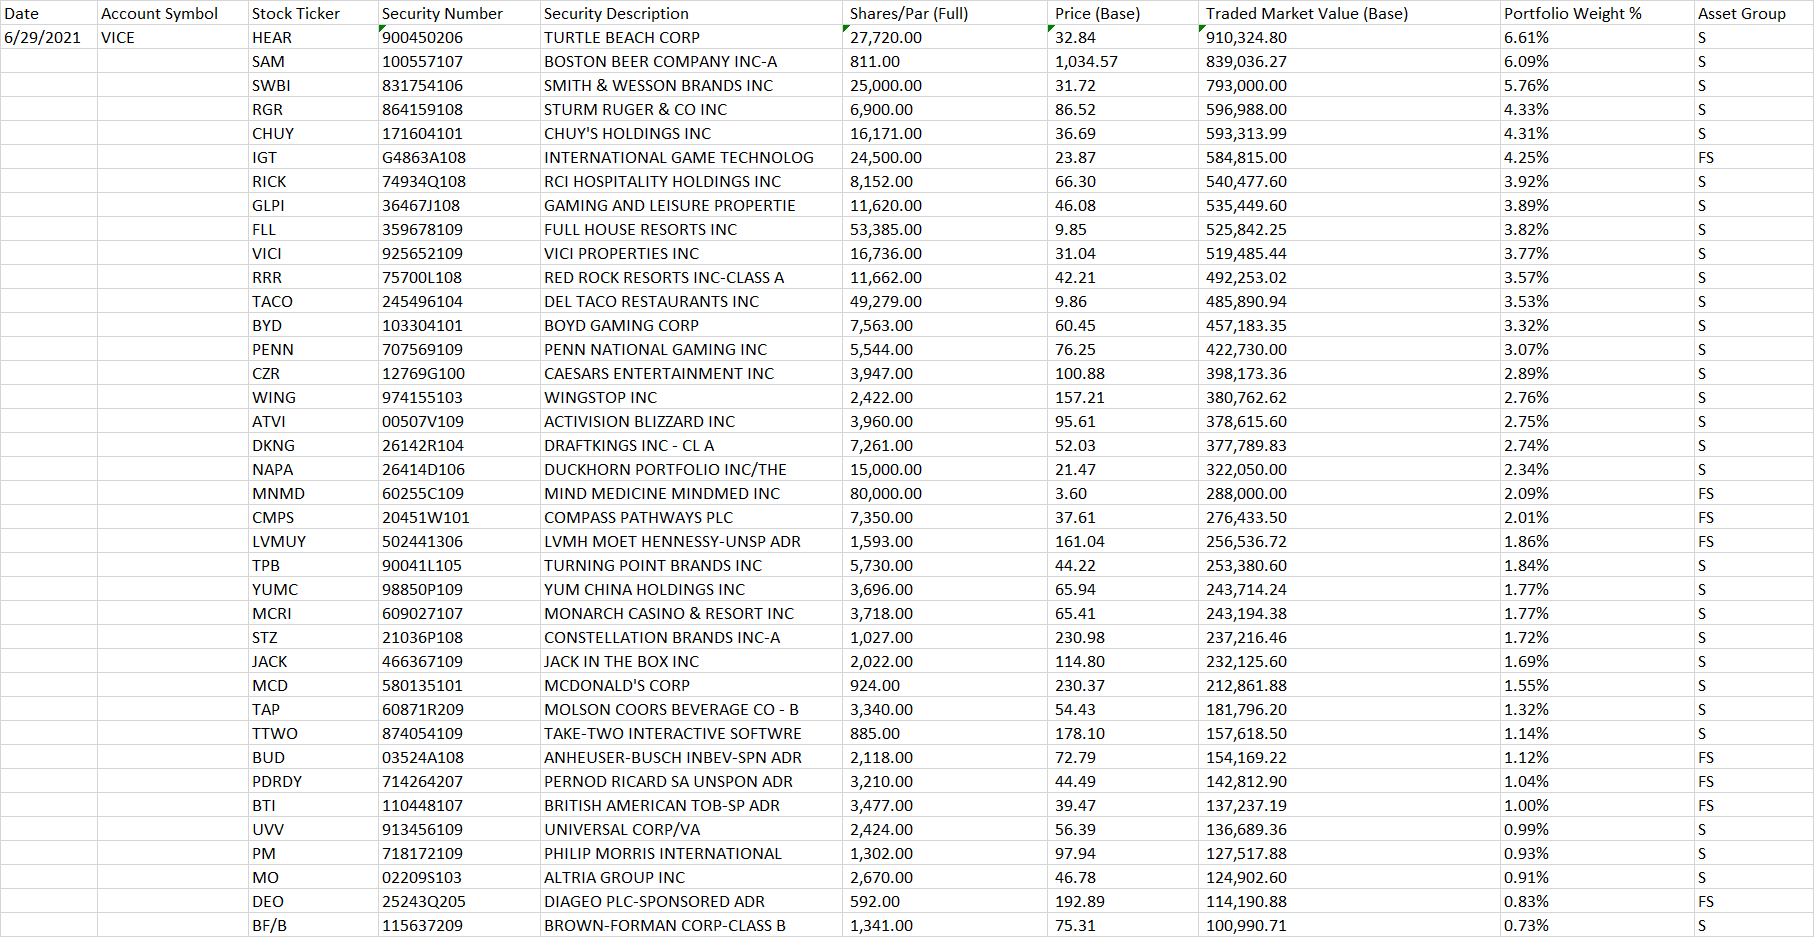 Date Account Symbol Stock Ticker Security Number Security Description Shares/Par (Full) Price (Base) Traded Market Value (Base) Portfolio Weight % Asset Group
6/29/2021 VICE HEAR 900450206 TURTLE BEACH CORP 27,720.00 32.84 910,324.80 6.61% S
SAM 100557107 BOSTON BEER COMPANY INC-A 811.00 1,034.57 839,036.27 6.09% S
SWBI 831754106 SMITH & WESSON BRANDS INC 25,000.00 31.72 793,000.00 5.76% S
RGR 864159108 STURM RUGER & CO INC 6,900.00 86.52 596,988.00 4.33% S
CHUY 171604101 CHUY'S HOLDINGS INC 16,171.00 36.69 593,313.99 4.31% S
IGT G4863A108 INTERNATIONAL GAME TECHNOLOG 24,500.00 23.87 584,815.00 4.25% FS
RICK 74934Q108 RCI HOSPITALITY HOLDINGS INC 8,152.00 66.30 540,477.60 3.92% S
GLPI 36467J108 GAMING AND LEISURE PROPERTIE 11,620.00 46.08 535,449.60 3.89% S
FLL 359678109 FULL HOUSE RESORTS INC 53,385.00 9.85 525,842.25 3.82% S
VICI 925652109 VICI PROPERTIES INC 16,736.00 31.04 519,485.44 3.77% S
RRR 75700L108 RED ROCK RESORTS INC-CLASS A 11,662.00 42.21 492,253.02 3.57% S
TACO 245496104 DEL TACO RESTAURANTS INC 49,279.00 9.86 485,890.94 3.53% S
BYD 103304101 BOYD GAMING CORP 7,563.00 60.45 457,183.35 3.32% S
PENN 707569109 PENN NATIONAL GAMING INC 5,544.00 76.25 422,730.00 3.07% S
CZR 12769G100 CAESARS ENTERTAINMENT INC 3,947.00 100.88 398,173.36 2.89% S
WING 974155103 WINGSTOP INC 2,422.00 157.21 380,762.62 2.76% S
ATVI 00507V109 ACTIVISION BLIZZARD INC 3,960.00 95.61 378,615.60 2.75% S
DKNG 26142R104 DRAFTKINGS INC - CL A 7,261.00 52.03 377,789.83 2.74% S
NAPA 26414D106 DUCKHORN PORTFOLIO INC/THE 15,000.00 21.47 322,050.00 2.34% S
MNMD 60255C109 MIND MEDICINE MINDMED INC 80,000.00 3.60 288,000.00 2.09% FS
CMPS 20451W101 COMPASS PATHWAYS PLC 7,350.00 37.61 276,433.50 2.01% FS
LVMUY 502441306 LVMH MOET HENNESSY-UNSP ADR 1,593.00 161.04 256,536.72 1.86% FS
TPB 90041L105 TURNING POINT BRANDS INC 5,730.00 44.22 253,380.60 1.84% S
YUMC 98850P109 YUM CHINA HOLDINGS INC 3,696.00 65.94 243,714.24 1.77% S
MCRI 609027107 MONARCH CASINO & RESORT INC 3,718.00 65.41 243,194.38 1.77% S
STZ 21036P108 CONSTELLATION BRANDS INC-A 1,027.00 230.98 237,216.46 1.72% S
JACK 466367109 JACK IN THE BOX INC 2,022.00 114.80 232,125.60 1.69% S
MCD 580135101 MCDONALD'S CORP 924.00 230.37 212,861.88 1.55% S
TAP 60871R209 MOLSON COORS BEVERAGE CO - B 3,340.00 54.43 181,796.20 1.32% S
TTWO 874054109 TAKE-TWO INTERACTIVE SOFTWRE 885.00 178.10 157,618.50 1.14% S
BUD 03524A108 ANHEUSER-BUSCH INBEV-SPN ADR 2,118.00 72.79 154,169.22 1.12% FS
PDRDY 714264207 PERNOD RICARD SA UNSPON ADR 3,210.00 44.49 142,812.90 1.04% FS
BTI 110448107 BRITISH AMERICAN TOB-SP ADR 3,477.00 39.47 137,237.19 1.00% FS
UVV 913456109 UNIVERSAL CORP/VA 2,424.00 56.39 136,689.36 0.99% S
PM 718172109 PHILIP MORRIS INTERNATIONAL 1,302.00 97.94 127,517.88 0.93% S
MO 02209S103 ALTRIA GROUP INC 2,670.00 46.78 124,902.60 0.91% S
DEO 25243Q205 DIAGEO PLC-SPONSORED ADR 592.00 192.89 114,190.88 0.83% FS
BF/B 115637209 BROWN-FORMAN CORP-CLASS B 1,341.00 75.31 100,990.71 0.73% S